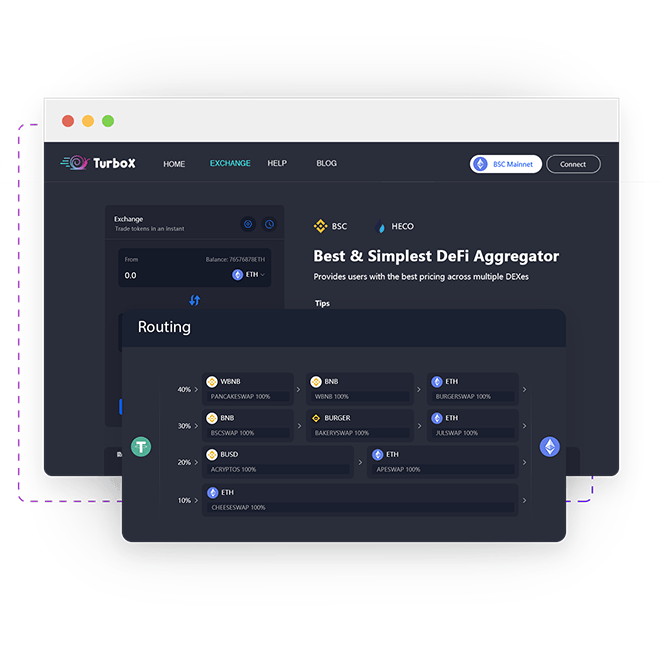 TurboX
HOME
EXCHANGE
HELP
BLOG
BSC Mainnet
Connect
Exchange
Trade tokens in an instant
From
Balance: 76576878ETH
0.0
ETH
BSC
HECO
Best & Simplest DeFi Aggregator
Provides users with the best pricing across multiple DEXes
Tips
Routing
40%
WBNB
PANCAKESWAP 100%
BNB
WBNB 100%
ETH
BURGERSWAP 100%
30%
BNB
BSCSWAP 100%
BURGER
BAKERYSWAP 100%
ETH
JULSWAP 100%
20%
BUSD
ACRYPTOS 100%
ETH
APESWAP 100%
10%
ETH
CHEESESWAP 100%